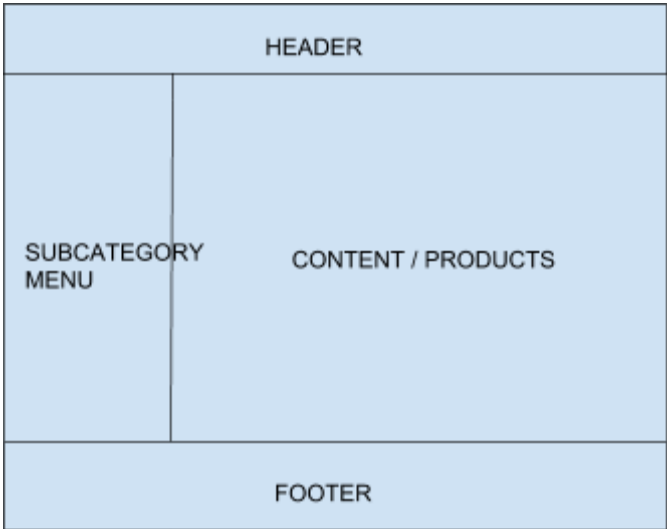 HEADER
SUBCATEGORY
MENU
CONTENT / PRODUCTS
FOOTER